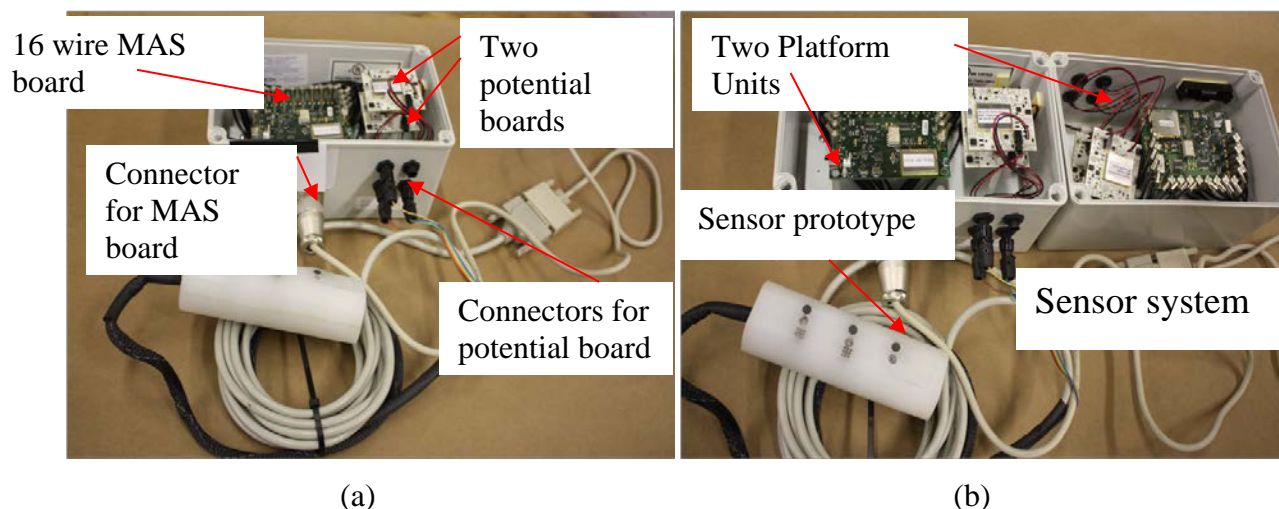 16 wire MAS
board
Two
potential
boards
Connector
for MAS
board
Connectors for
potential board
Two Platform
Units
Sensor prototype
Sensor system
(a)
(b)